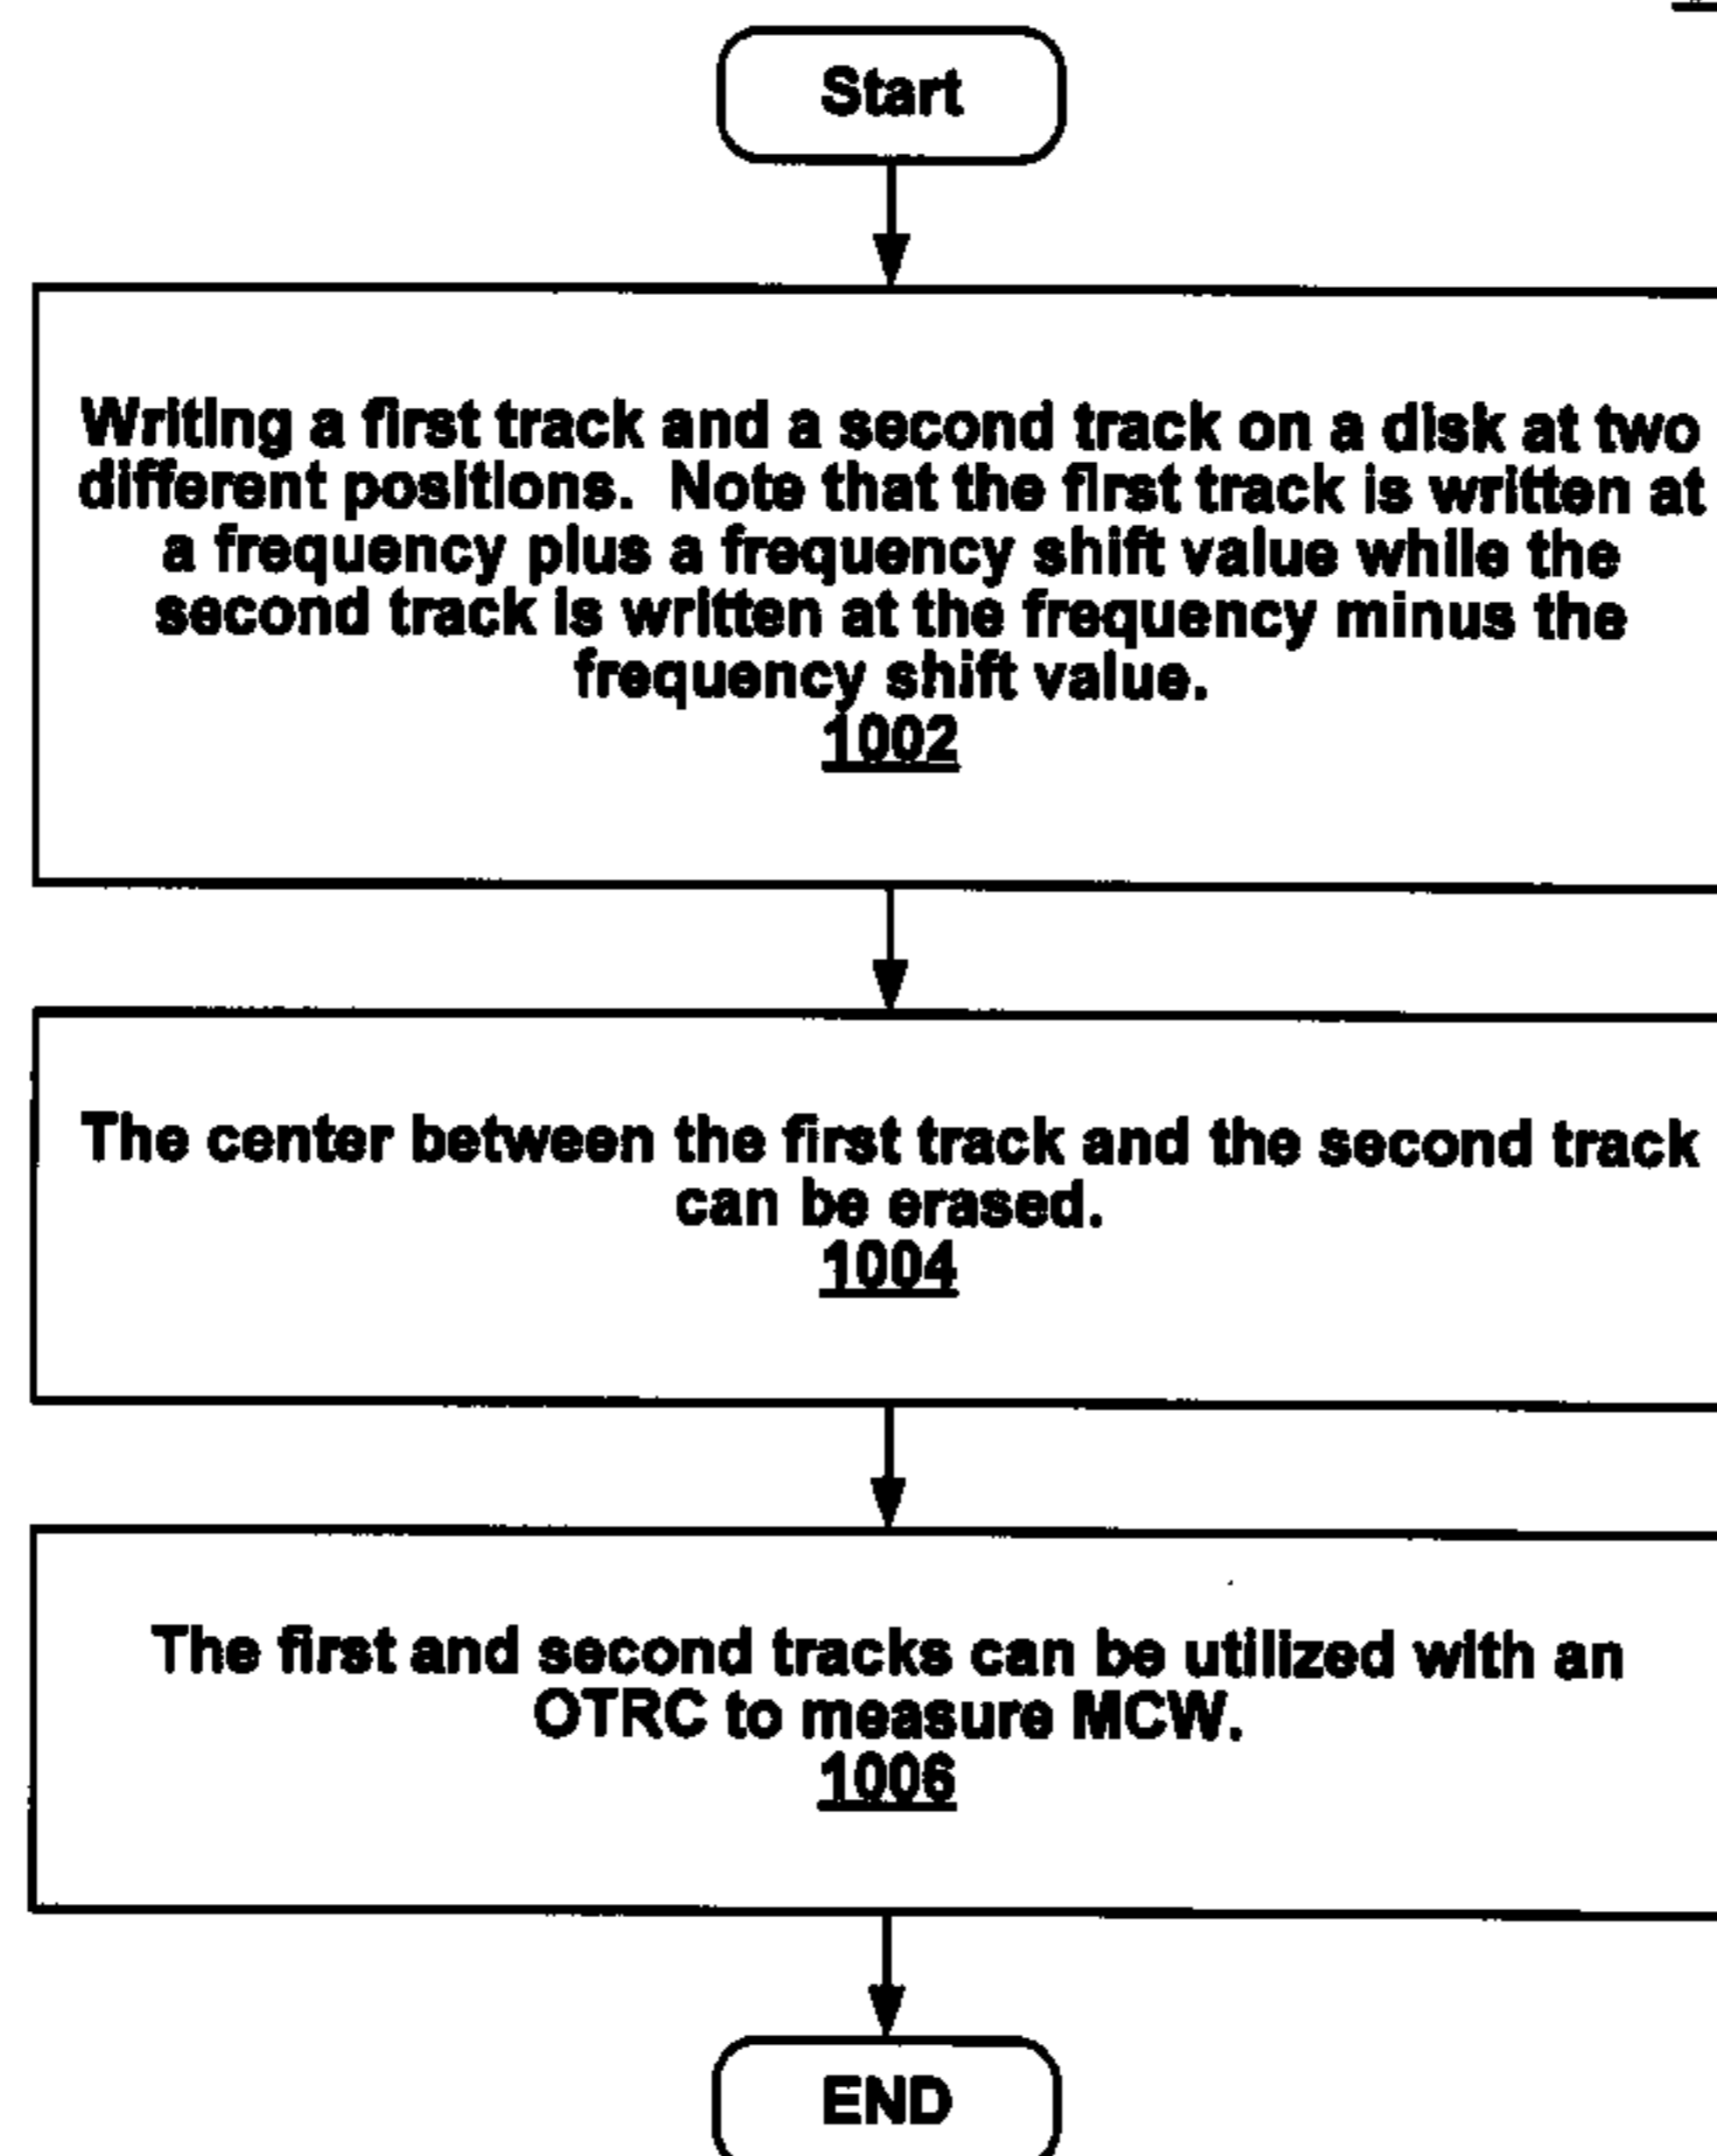 Start
Writing a first track and a second track on a disk at two
different positions.  Note that the first track is written at
a frequency plus a frequency shift value while the
second track is written at the frequency minus the
frequency shift value.
1002
The center between the first track and the second track
can be erased.
1004
The first and second tracks can be utilized with an
OTRC to measure MCW.
1006
END